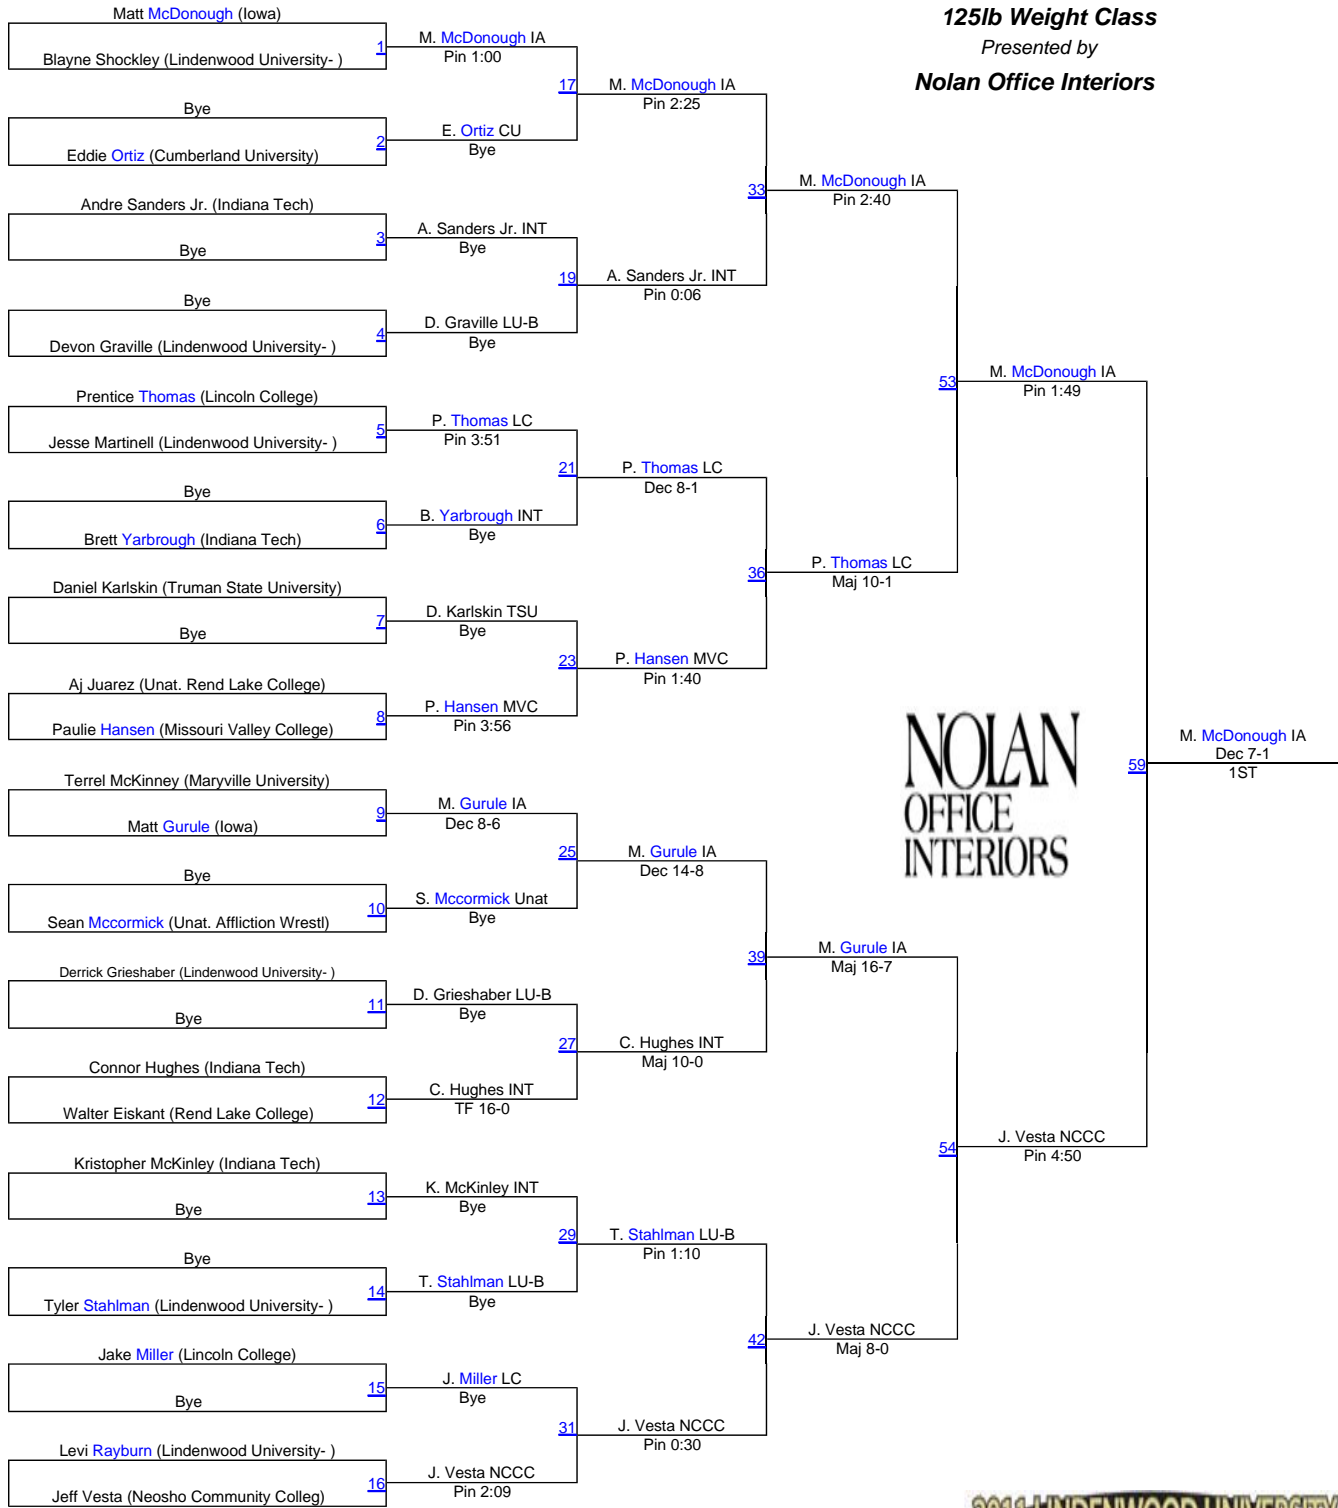 125lb Weight Class
Presented by
Nolan Office Interiors
Matt McDonough (Iowa)
1
Blayne Shockley (Lindenwood University- )
Bye
2
Eddie Ortiz (Cumberland University)
Andre Sanders Jr. (Indiana Tech)
3
Bye
Bye
4
Devon Graville (Lindenwood University- )
Prentice Thomas (Lincoln College)
5
Jesse Martinell (Lindenwood University- )
Bye
6
Brett Yarbrough (Indiana Tech)
Daniel Karlskin (Truman State University)
7
Bye
Aj Juarez (Unat. Rend Lake College)
8
Paulie Hansen (Missouri Valley College)
Terrel McKinney (Maryville University)
9
Matt Gurule (Iowa)
Bye
10
Sean Mccormick (Unat. Affliction Wrestl)
Derrick Grieshaber (Lindenwood University- )
11
Bye
Connor Hughes (Indiana Tech)
12
Walter Eiskant (Rend Lake College)
Kristopher McKinley (Indiana Tech)
13
Bye
Bye
14
Tyler Stahlman (Lindenwood University- )
Jake Miller (Lincoln College)
15
Bye
Levi Rayburn (Lindenwood University- )
16
Jeff Vesta (Neosho Community Colleg)
M. McDonough IA
Pin 1:00
17
E. Ortiz CU
Bye
A. Sanders Jr. INT
Bye
19
D. Graville LU-B
Bye
P. Thomas LC
Pin 3:51
21
B. Yarbrough INT
Bye
D. Karlskin TSU
Bye
23
P. Hansen MVC
Pin 3:56
M. Gurule IA
Dec 8-6
25
S. Mccormick Unat
Bye
D. Grieshaber LU-B
Bye
27
C. Hughes INT
TF 16-0
K. McKinley INT
Bye
29
T. Stahlman LU-B
Bye
J. Miller LC
Bye
31
J. Vesta NCCC
Pin 2:09
M. McDonough IA
Pin 2:25
33
A. Sanders Jr. INT
Pin 0:06
P. Thomas LC
Dec 8-1
36
P. Hansen MVC
Pin 1:40
M. Gurule IA
Dec 14-8
39
C. Hughes INT
Maj 10-0
T. Stahlman LU-B
Pin 1:10
42
J. Vesta NCCC
Pin 0:30
M. McDonough IA
Pin 2:40
53
P. Thomas LC
Maj 10-1
M. Gurule IA
Maj 16-7
54
J. Vesta NCCC
Maj 8-0
M. McDonough IA
Pin 1:49
59
J. Vesta NCCC
Pin 4:50
NOLAN
OFFICE
INTERIORS
M. McDonough IA
Dec 7-1
1ST
2011 LINDENWOOD UNIVERSITY